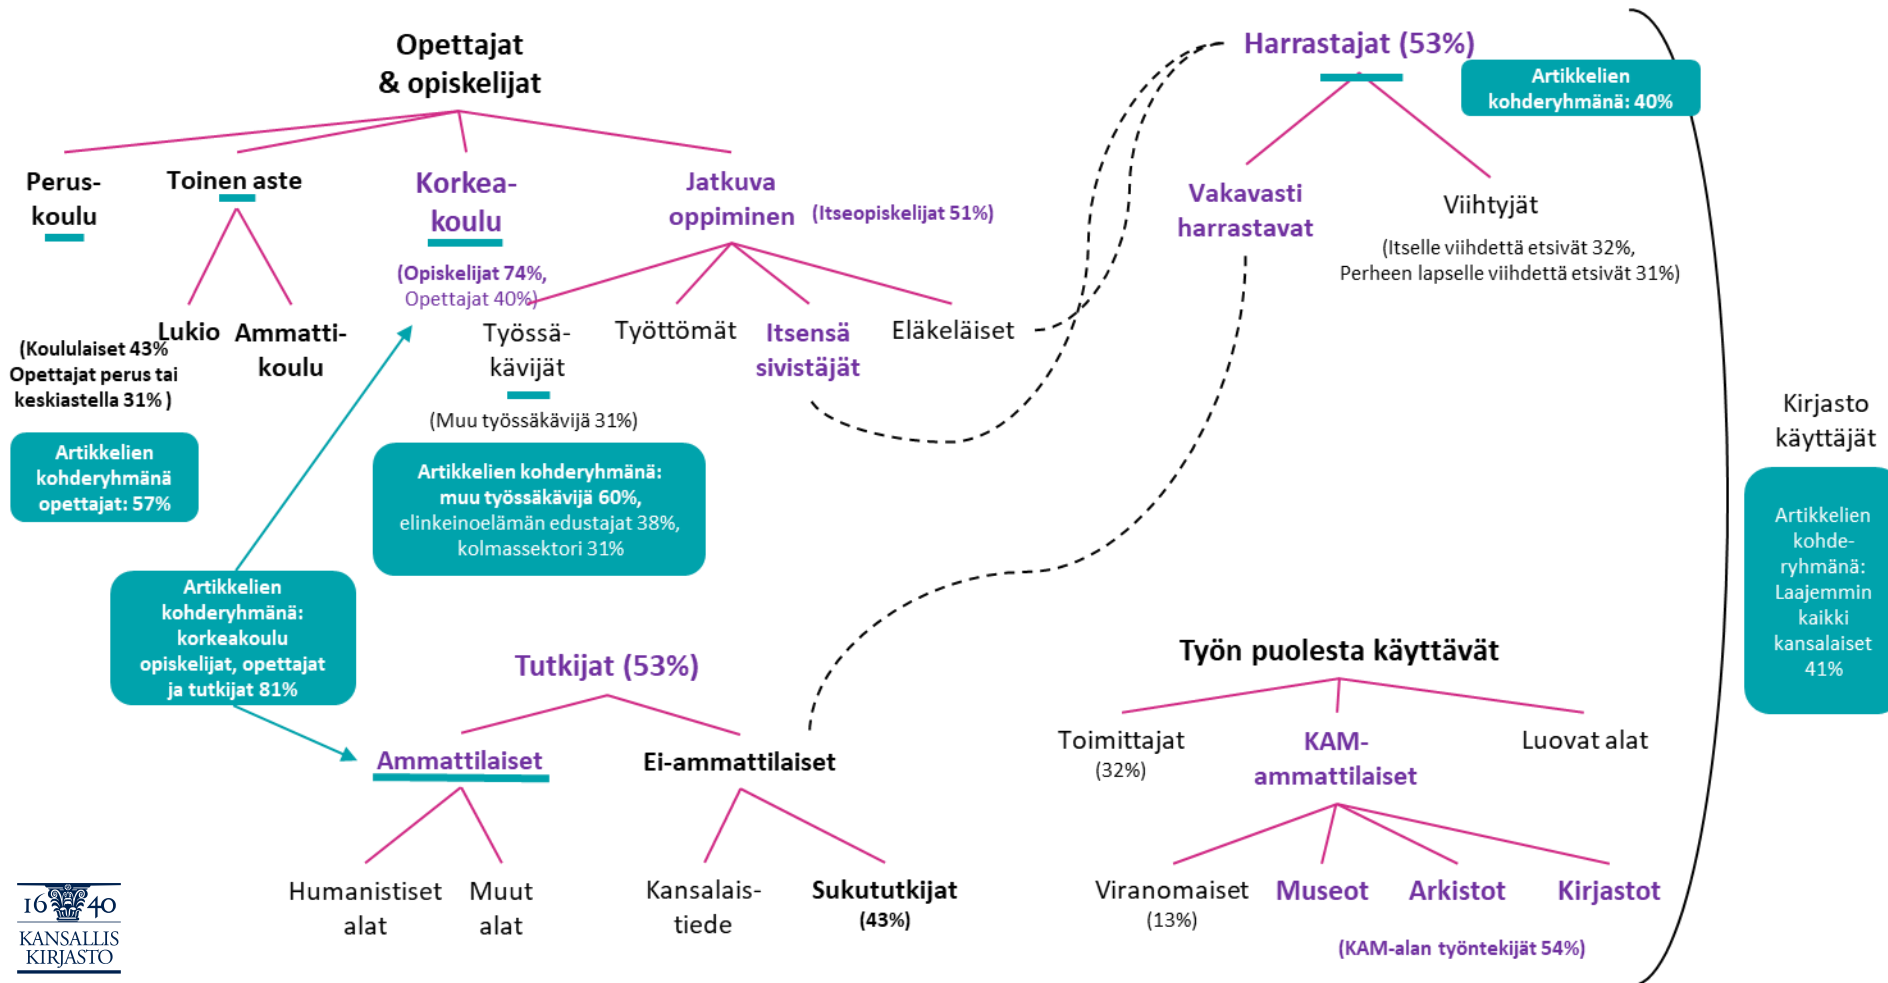 Opettajat
& opiskelijat
Perus-
koulu
Toinen aste
Korkea-
koulu
(Opiskelijat 74%,
Opettajat 40%)
Jatkuva
oppiminen
(Itseopiskelijat 51%)
Lukio
Ammatti-
koulu
(Koululaiset 43%
Opettajat perus tai
keskiastella 31% )
Artikkelien
kohderyhmänä
opettajat: 57%
Työssä-
kävijät
(Muu työssäkävijä 31%)
Työttömät
Itsensä
sivistäjät
Eläkeläiset
Artikkelien kohderyhmänä:
muu työssäkävijä 60%,
elinkeinoelämän edustajat 38%,
kolmassektori 31%
Artikkelien
kohderyhmänä:
korkeakoulu
opiskelijat, opettajat
ja tutkijat 81%
Harrastajat (53%)
Artikkelien
kohderyhmänä: 40%
Vakavasti
harrastavat
Viihtyjät
(Itselle viihdettä etsivät 32%,
Perheen lapselle viihdettä etsivät 31%)
Kirjasto
käyttäjät
Artikkelien
kohde-
ryhmänä:
Laajemmin
kaikki
kansalaiset
41%
Tutkijat (53%)
Ammattilaiset
Ei-ammattilaiset
Humanistiset
alat
Muut
alat
Kansalais-
tiede
Sukututkijat
(43%)
Työn puolesta käyttävät
Toimittajat
(32%)
KAM-
ammattilaiset
Luovat alat
Viranomaiset
(13%)
Museot
Arkistot
Kirjastot
(KAM-alan työntekijät 54%)
16 40
KANSALLIS
KIRJASTO